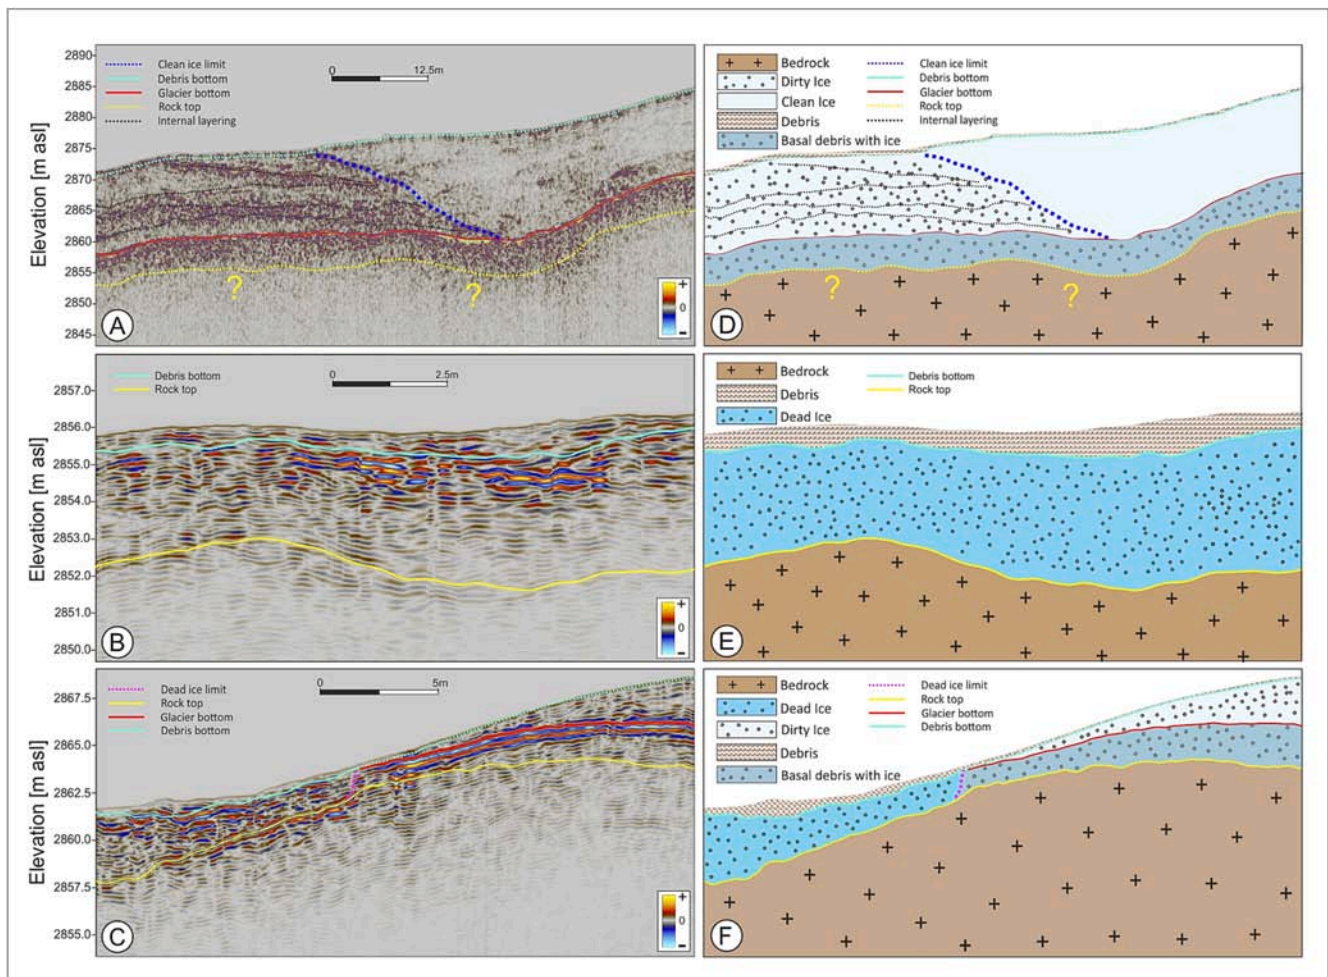 Elevation [m asl]
2890
2885
2880
2875
2870
2865
2860
2855
2850
2845
Clean ice limit
Debris bottom
Glacier bottom
Rock top
Internal layering
0 12.5m
? ?
+
0
-
A
Bedrock
Dirty Ice
Clean Ice
Debris
Basal debris with ice
Clean ice limit
Debris bottom
Glacier bottom
Rock top
Internal layering
? ?
D
Elevation [m asl]
2857.0
2856.0
2855.0
2854.0
2853.0
2852.0
2851.0
2850.0
Debris bottom
Rock top
0 2.5m
+
0
-
B
Bedrock
Debris
Dead Ice
Debris bottom
Rock top
E
Elevation [m asl]
2867.5
2865.0
2862.5
2860.0
2857.5
2855.0
Dead ice limit
Rock top
Glacier bottom
Debris bottom
0 5m
+
0
-
C
Bedrock
Dead Ice
Dirty Ice
Debris
Basal debris with ice
Dead ice limit
Rock top
Glacier bottom
Debris bottom
F